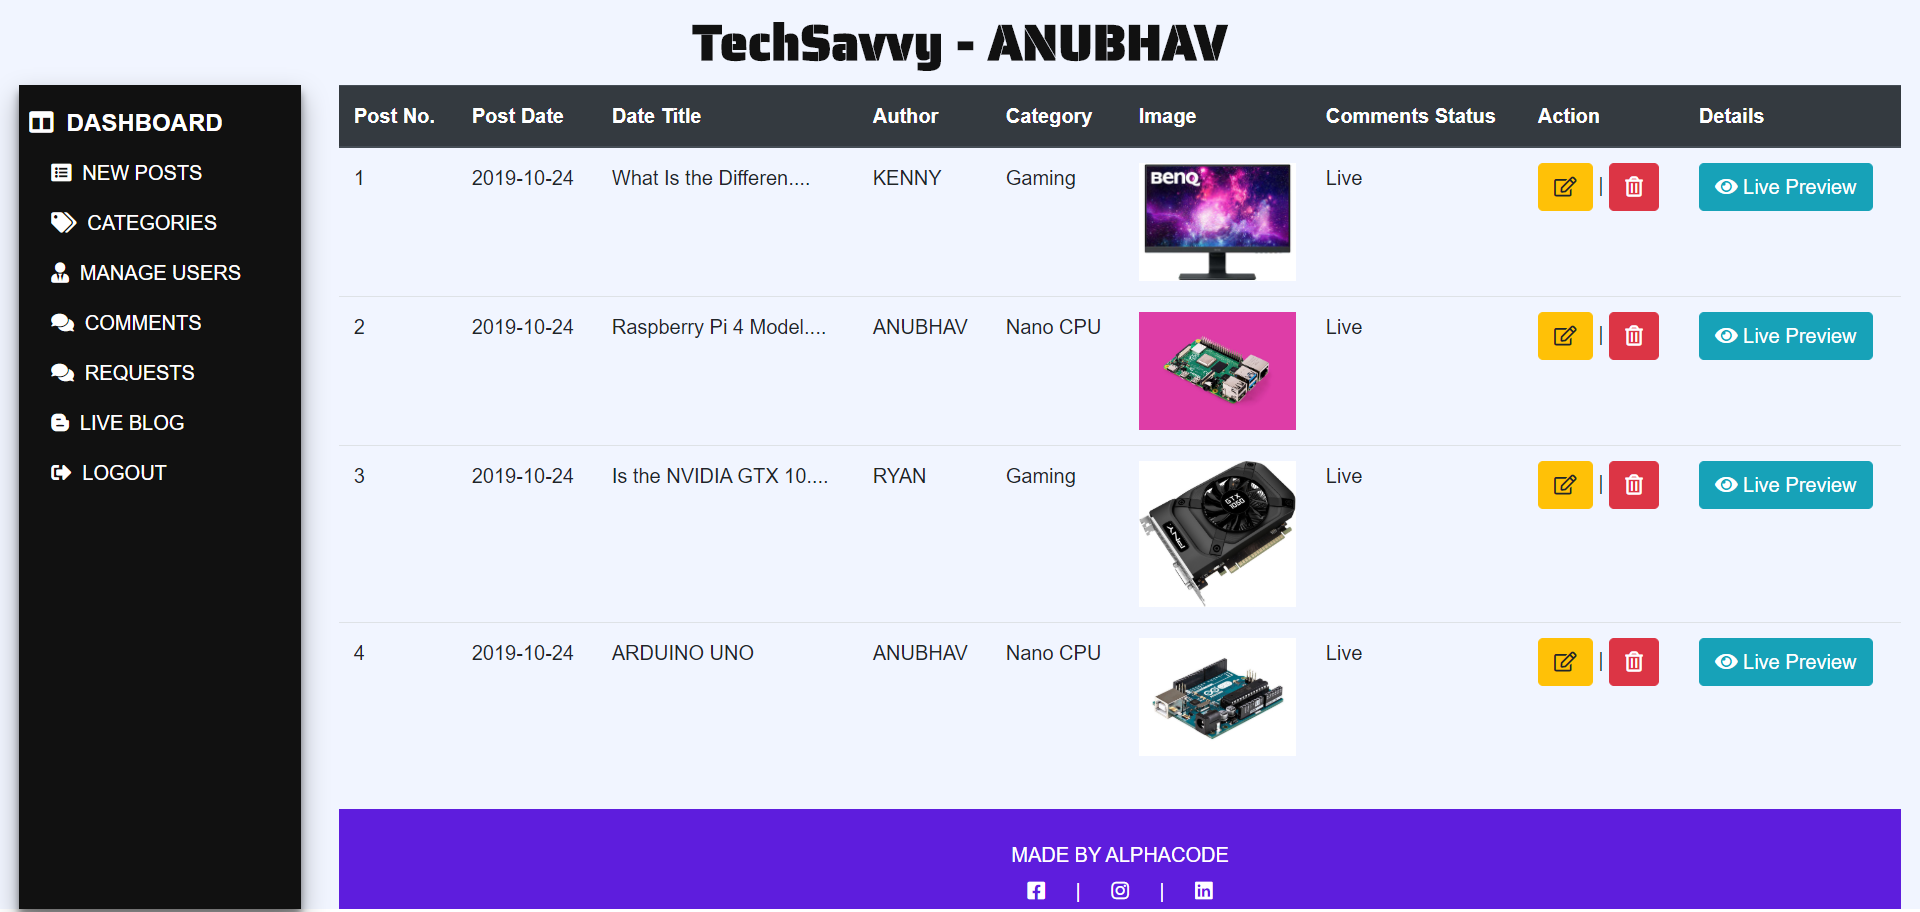 TechSavvy - ANUBHAV
DASHBOARD
NEW POSTS
CATEGORIES
MANAGE USERS
COMMENTS
REQUESTS
LIVE BLOG
LOGOUT
Post No. Post Date Date Title Author Category Image Comments Status Action Details
1 2019-10-24 What Is the Differen.... KENNY Gaming BenQ Live | Live Preview
2 2019-10-24 Raspberry Pi 4 Model.... ANUBHAV Nano CPU Live | Live Preview
3 2019-10-24 Is the NVIDIA GTX 10.... RYAN Gaming Live | Live Preview
GTX
1050
PNY
4 2019-10-24 ARDUINO UNO ANUBHAV Nano CPU Live | Live Preview
MADE BY ALPHACODE
| |